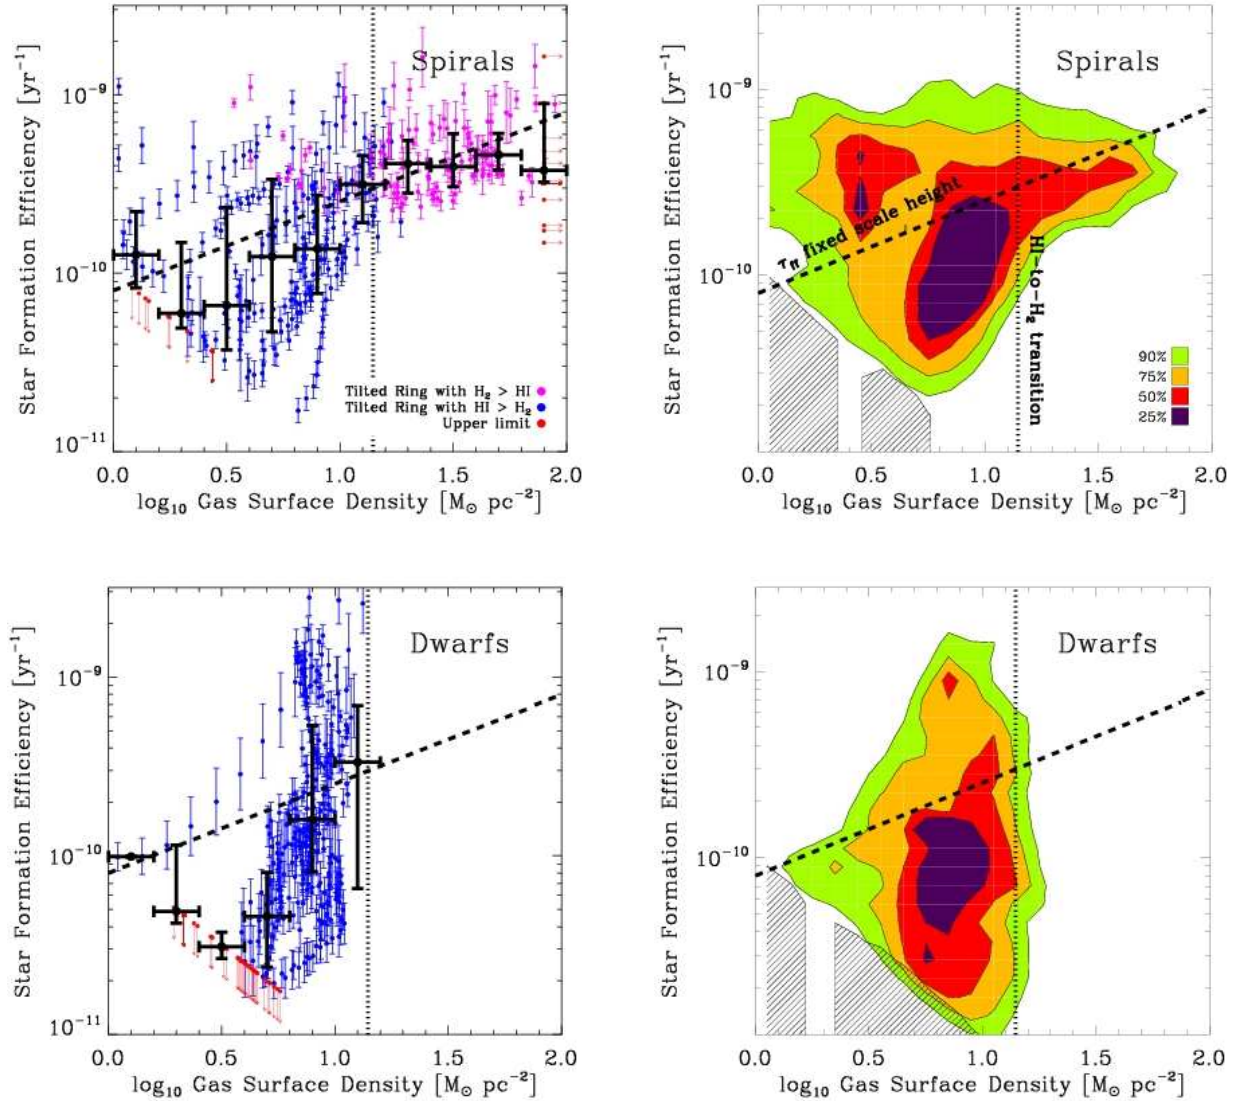 Star Formation Efficiency [yr⁻¹]
10⁻⁹
10⁻¹⁰
10⁻¹¹
Spirals
Tilted Ring with H₂ > HI
Tilted Ring with HI > H₂
Upper limit
0.0 0.5 1.0 1.5 2.0
log₁₀ Gas Surface Density [M⊙ pc⁻²]
Star Formation Efficiency [yr⁻¹]
10⁻⁹
10⁻¹⁰
Spirals
τff fixed scale height
HI-to-H₂ transition
90%
75%
50%
25%
0.0 0.5 1.0 1.5 2.0
log₁₀ Gas Surface Density [M⊙ pc⁻²]
Star Formation Efficiency [yr⁻¹]
10⁻⁹
10⁻¹⁰
10⁻¹¹
Dwarfs
0.0 0.5 1.0 1.5 2.0
log₁₀ Gas Surface Density [M⊙ pc⁻²]
Star Formation Efficiency [yr⁻¹]
10⁻⁹
10⁻¹⁰
Dwarfs
0.0 0.5 1.0 1.5 2.0
log₁₀ Gas Surface Density [M⊙ pc⁻²]